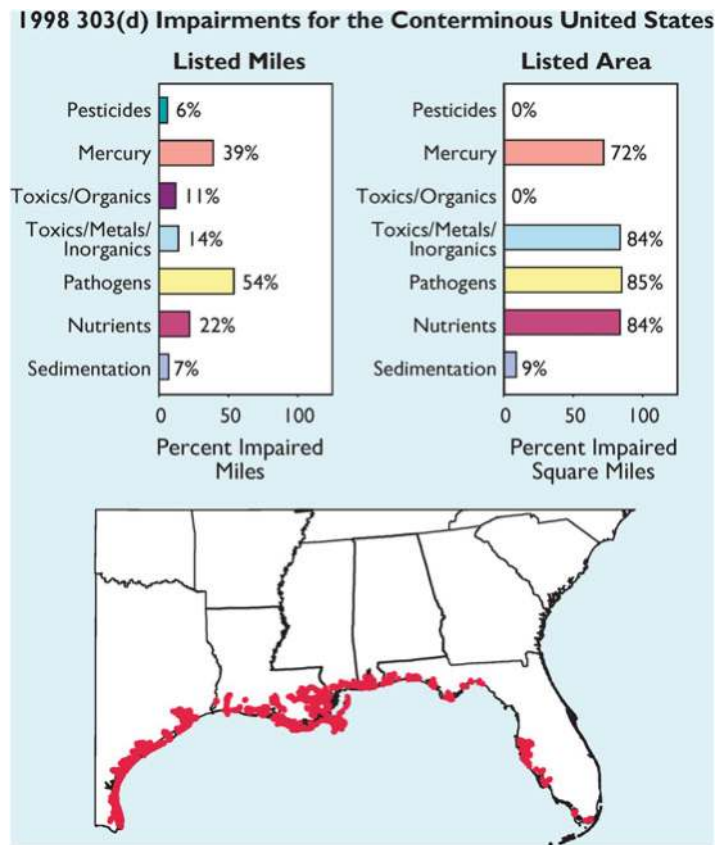 1998 303(d) Impairments for the Conterminous United States
Listed Miles
Pesticides 6%
Mercury 39%
Toxics/Organics 11%
Toxics/Metals/
Inorganics 14%
Pathogens 54%
Nutrients 22%
Sedimentation 7%
0 50 100
Percent Impaired
Miles
Listed Area
Pesticides 0%
Mercury 72%
Toxics/Organics 0%
Toxics/Metals/
Inorganics 84%
Pathogens 85%
Nutrients 84%
Sedimentation 9%
0 50 100
Percent Impaired
Square Miles